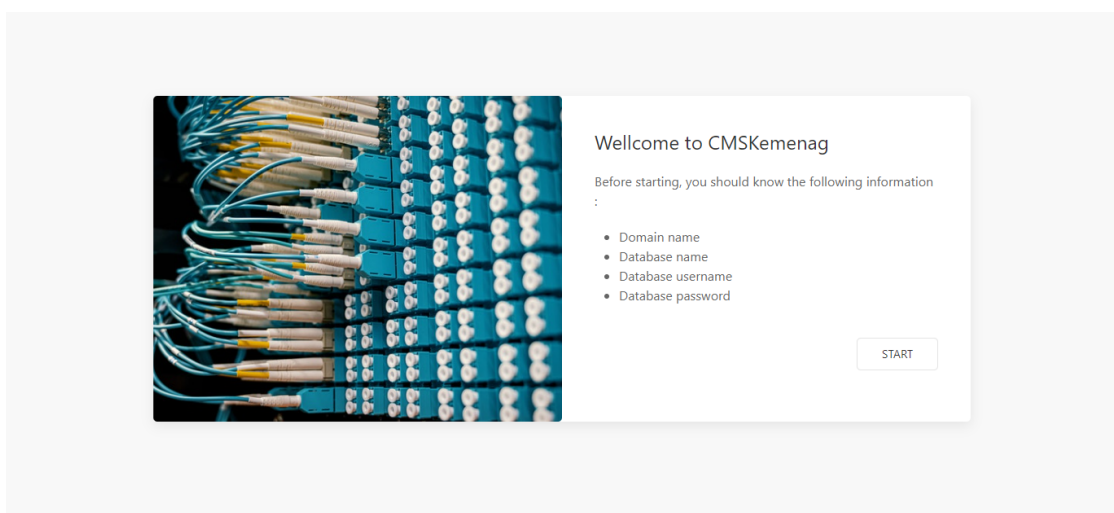 Wellcome to CMSKemenag
Before starting, you should know the following information
:
Domain name
Database name
Database username
Database password
START